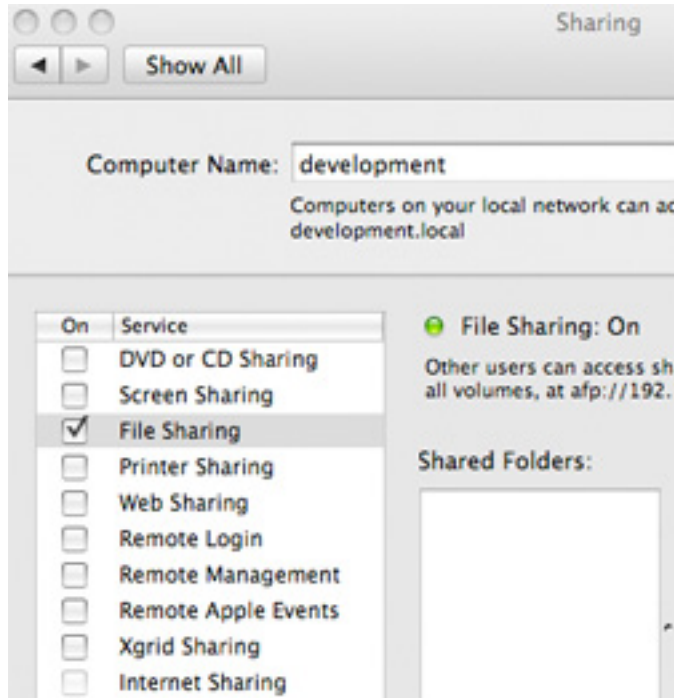 Sharing
Show All
Computer Name: development
Computers on your local network can ac
development.local
On Service
DVD or CD Sharing
Screen Sharing
File Sharing
Printer Sharing
Web Sharing
Remote Login
Remote Management
Remote Apple Events
Xgrid Sharing
Internet Sharing
File Sharing: On
Other users can access sh
all volumes, at afp://192.
Shared Folders: